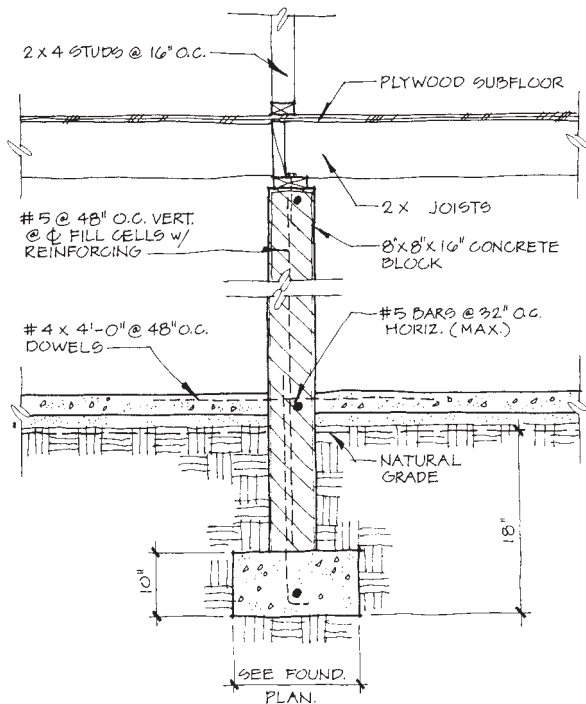 2 X 4 STUDS @ 16" O.C.
PLYWOOD SUBFLOOR
2 X JOISTS
#5 @ 48" O.C. VERT.
@ ℄ FILL CELLS W/
REINFORCING
8"x8"x16" CONCRETE
BLOCK
#4 x 4'-0" @ 48" O.C.
DOWELS
#5 BARS @ 32" O.C.
HORIZ. (MAX.)
NATURAL
GRADE
18"
10"
SEE FOUND.
PLAN.